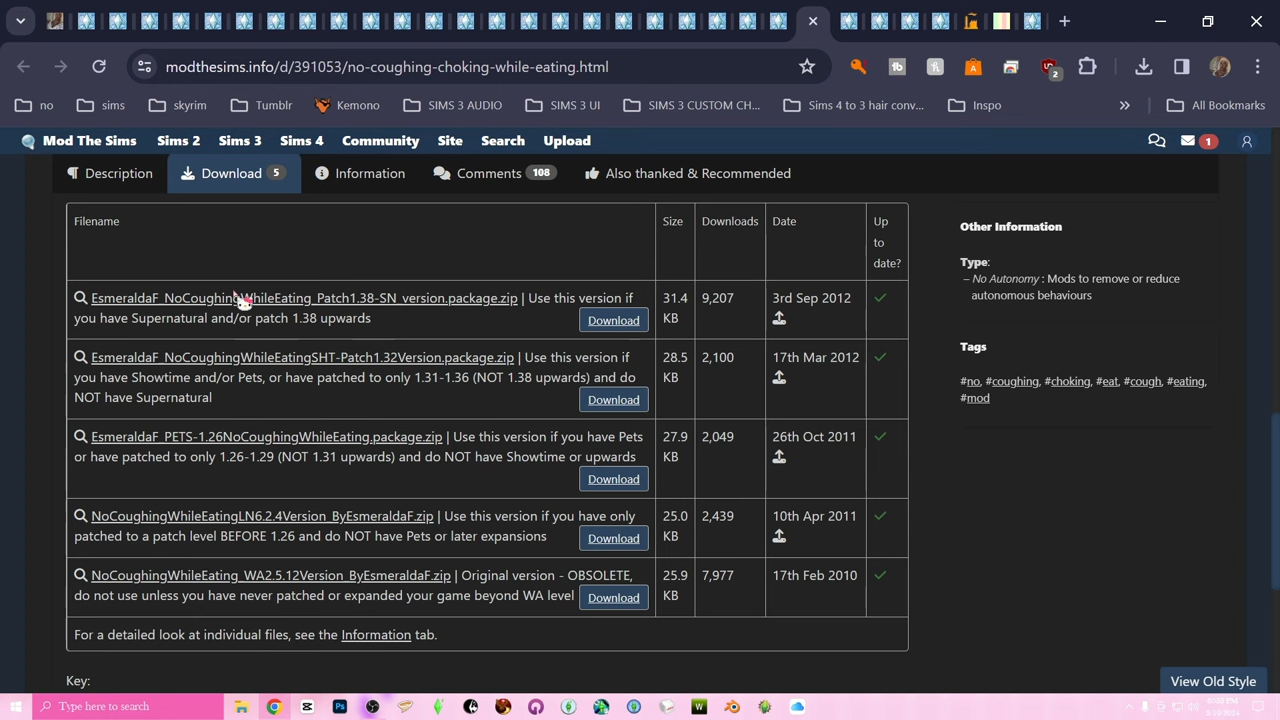 modthesims.info/d/391053/no-coughing-choking-while-eating.html
2
no
sims
skyrim
Tumblr
Kemono
SIMS 3 AUDIO
SIMS 3 UI
SIMS 3 CUSTOM CH...
Sims 4 to 3 hair conv...
Inspo
All Bookmarks
Mod The Sims
Sims 2
Sims 3
Sims 4
Community
Site
Search
Upload
1
Description
Download 5
Information
Comments 108
Also thanked & Recommended
Filename
Size
Downloads
Date
Up
to
date?
EsmeraldaF_NoCoughingWhileEating_Patch1.38-SN_version.package.zip | Use this version if
you have Supernatural and/or patch 1.38 upwards
Download
31.4
KB
9,207
3rd Sep 2012
EsmeraldaF_NoCoughingWhileEatingSHT-Patch1.32Version.package.zip | Use this version if
you have Showtime and/or Pets, or have patched to only 1.31-1.36 (NOT 1.38 upwards) and do
NOT have Supernatural
Download
28.5
KB
2,100
17th Mar 2012
EsmeraldaF_PETS-1.26NoCoughingWhileEating.package.zip | Use this version if you have Pets
or have patched to only 1.26-1.29 (NOT 1.31 upwards) and do NOT have Showtime or upwards
Download
27.9
KB
2,049
26th Oct 2011
NoCoughingWhileEatingLN6.2.4Version_ByEsmeraldaF.zip | Use this version if you have only
patched to a patch level BEFORE 1.26 and do NOT have Pets or later expansions
Download
25.0
KB
2,439
10th Apr 2011
NoCoughingWhileEating_WA2.5.12Version_ByEsmeraldaF.zip | Original version - OBSOLETE,
do not use unless you have never patched or expanded your game beyond WA level
Download
25.9
KB
7,977
17th Feb 2010
For a detailed look at individual files, see the Information tab.
Key:
Other Information
Type:
– No Autonomy : Mods to remove or reduce
autonomous behaviours
Tags
#no, #coughing, #choking, #eat, #cough, #eating,
#mod
View Old Style
Type here to search